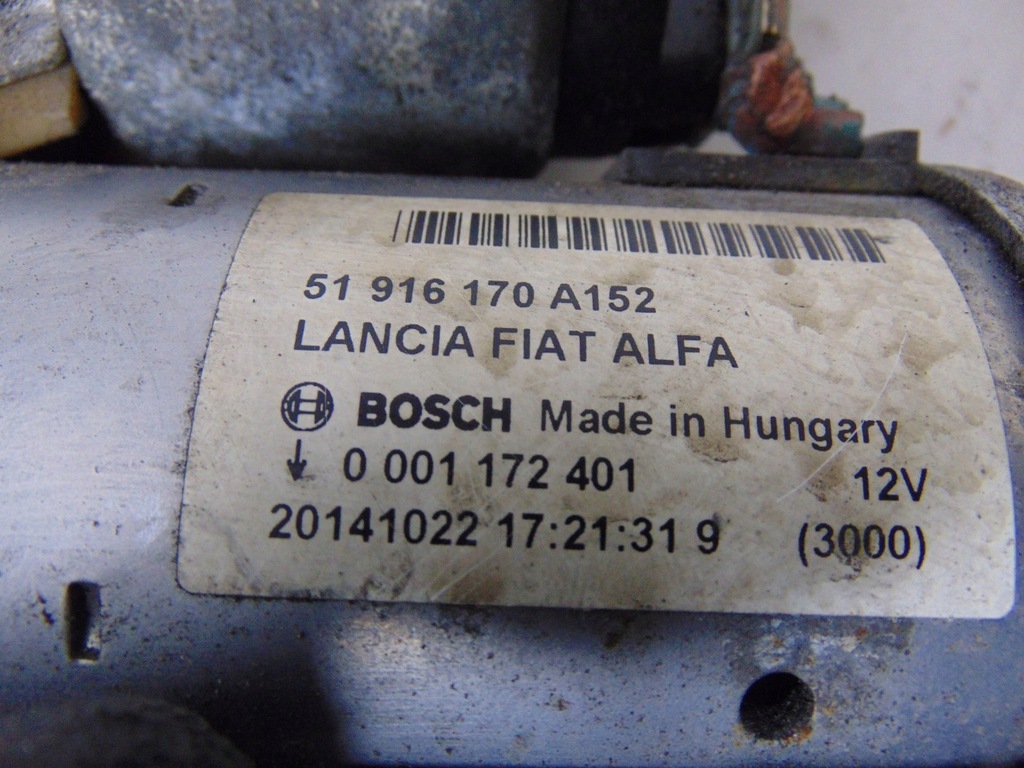 51 916 170 A152
LANCIA FIAT ALFA
BOSCH Made in Hungary
0 001 172 401 12V
20141022 17:21:31 9 (3000)